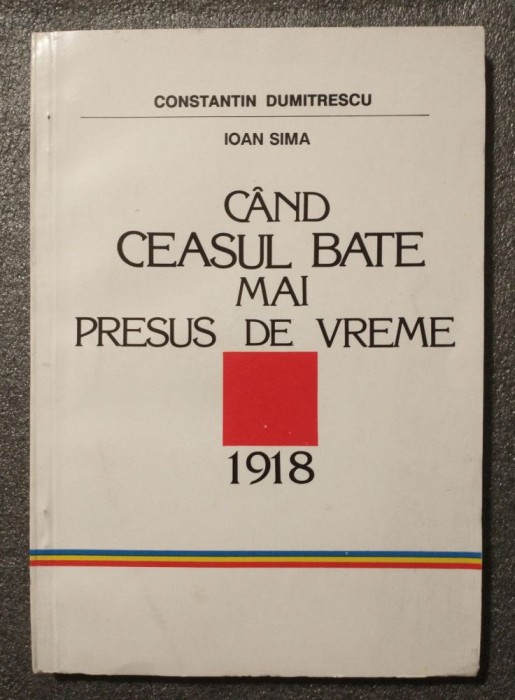 CONSTANTIN DUMITRESCU
IOAN SIMA
CÂND
CEASUL BATE
MAI
PRESUS DE VREME
1918